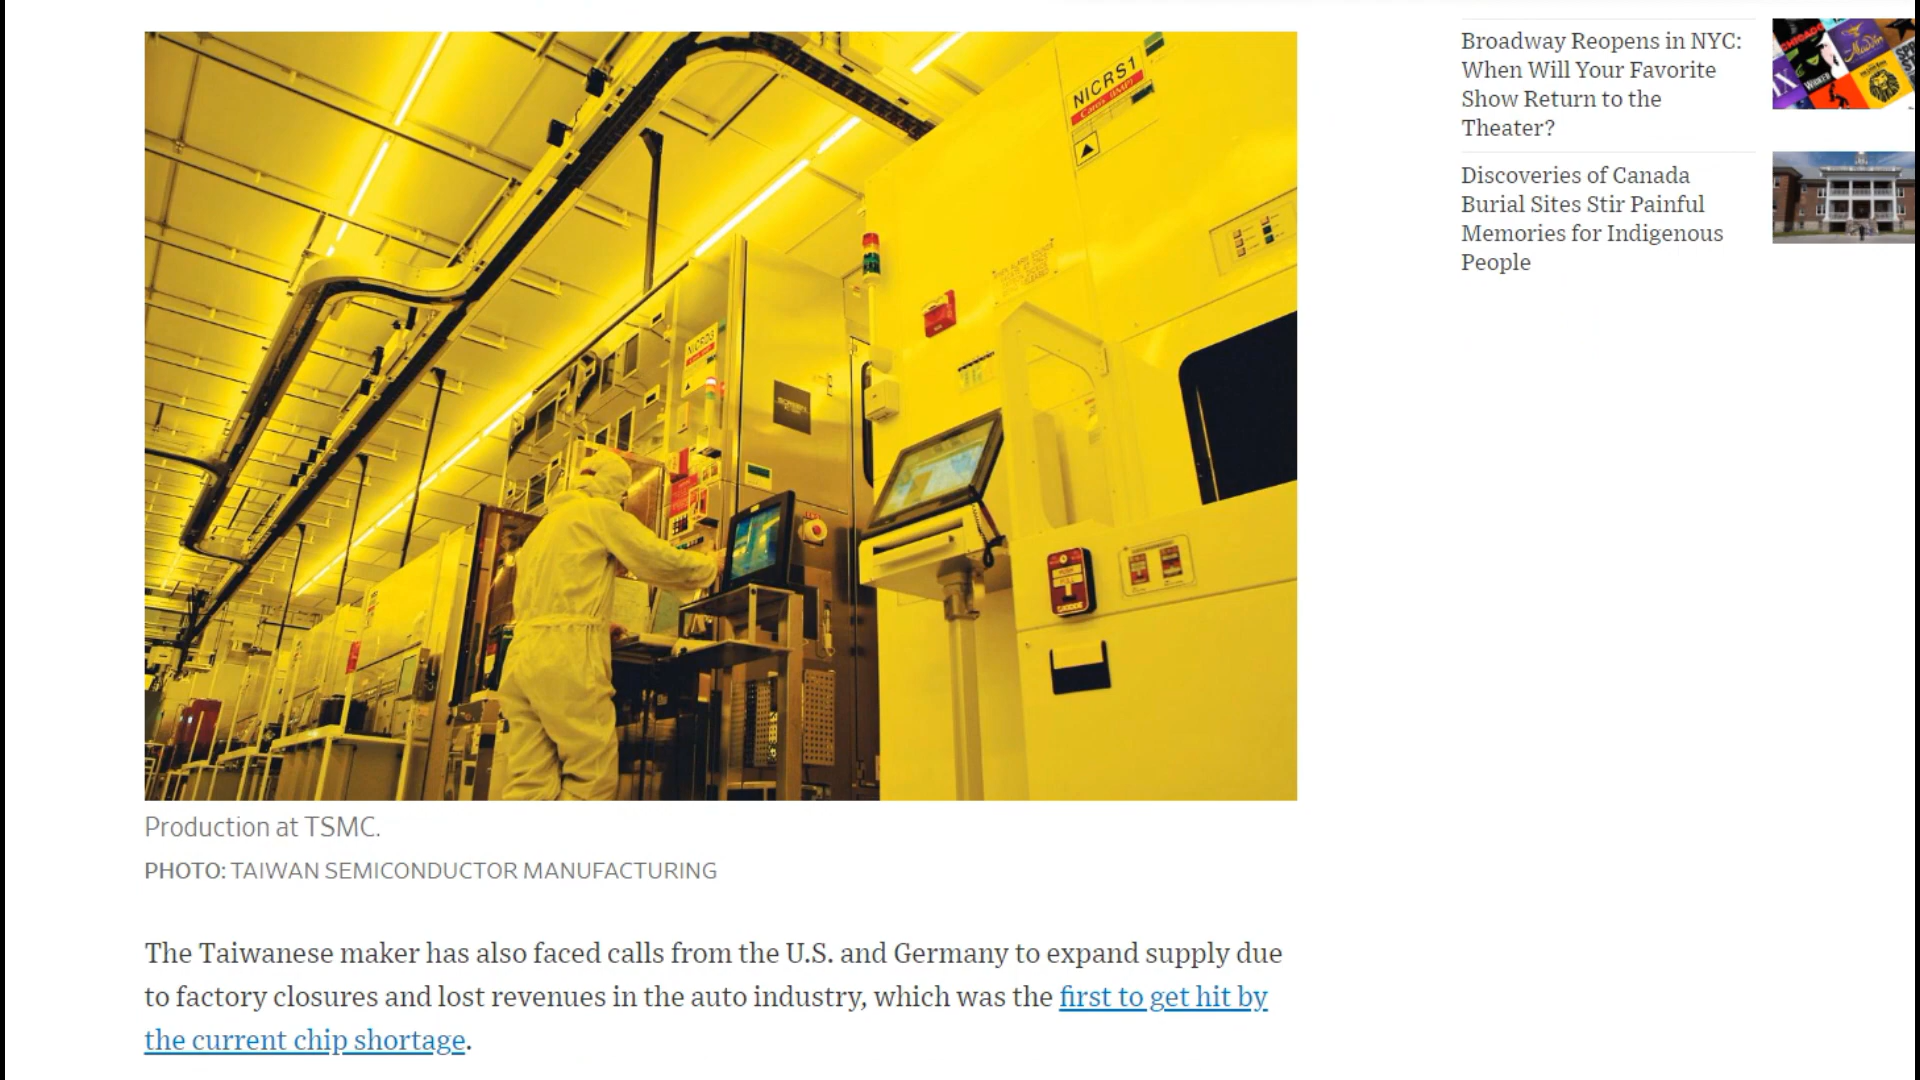 Broadway Reopens in NYC:
When Will Your Favorite
Show Return to the
Theater?
Discoveries of Canada
Burial Sites Stir Painful
Memories for Indigenous
People
CHICAGO
WICKED
NICRS1
NICRD3
Production at TSMC.
PHOTO: TAIWAN SEMICONDUCTOR MANUFACTURING
The Taiwanese maker has also faced calls from the U.S. and Germany to expand supply due
to factory closures and lost revenues in the auto industry, which was the first to get hit by
the current chip shortage.